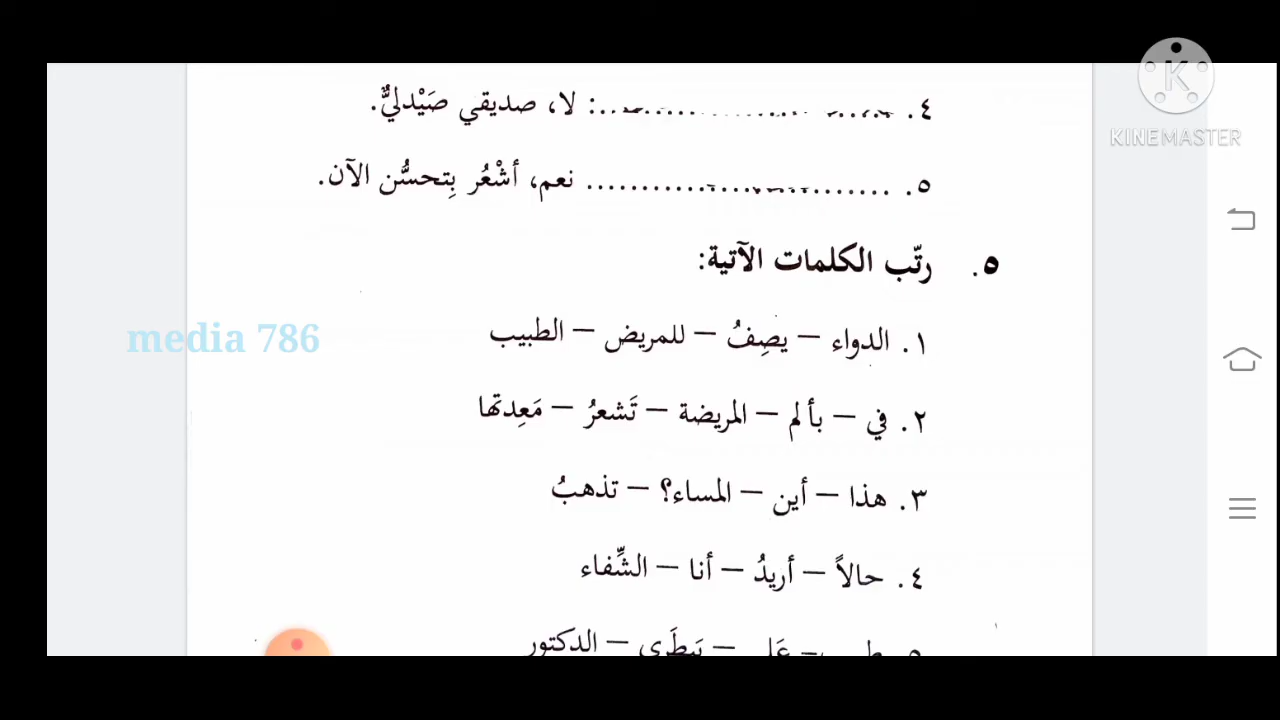 KINEMASTER
٤. ....................: لا، صديقي صَيْدليٌّ.
٥. .................... نعم، أشْعُر بِتحسُّن الآن.
٥. رتّب الكلمات الآتية:
media 786
١. الدواء – يصِفُ – للمريض – الطبيب
٢. في – بألم – المريضة – تَشعرُ – مَعِدتها
٣. هذا – أين – المساء؟ – تذهبُ
٤. حالاً – أريدُ – أنا – الشِّفاء
الدكتور